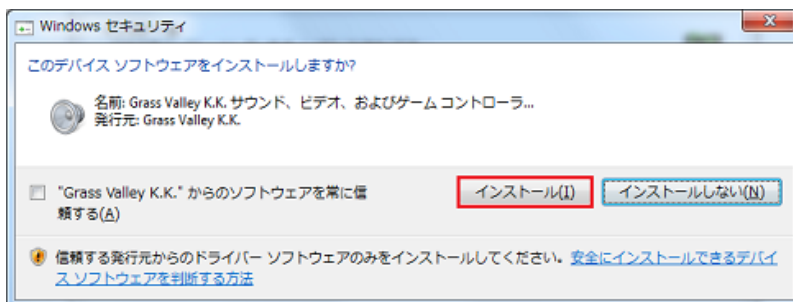 Windows セキュリティ
このデバイス ソフトウェアをインストールしますか?
名前: Grass Valley K.K. サウンド、ビデオ、およびゲーム コントローラ...
発行元: Grass Valley K.K.
"Grass Valley K.K." からのソフトウェアを常に信
頼する(A)
インストール(I)
インストールしない(N)
信頼する発行元からのドライバー ソフトウェアのみをインストールしてください。安全にインストールできるデバイ
ス ソフトウェアを判断する方法